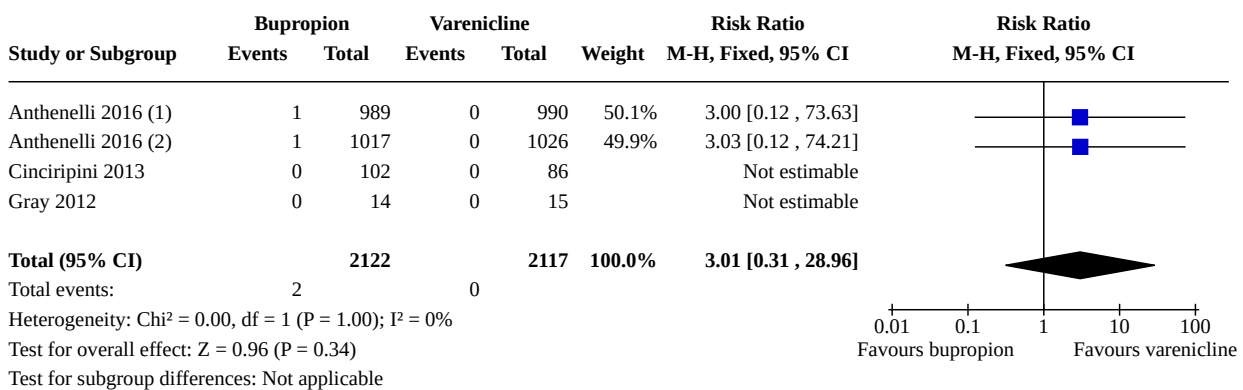 Bupropion Varenicline Risk Ratio Risk Ratio
Study or Subgroup Events Total Events Total Weight M-H, Fixed, 95% CI M-H, Fixed, 95% CI
Anthenelli 2016 (1) 1 989 0 990 50.1% 3.00 [0.12 , 73.63]
Anthenelli 2016 (2) 1 1017 0 1026 49.9% 3.03 [0.12 , 74.21]
Cinciripini 2013 0 102 0 86 Not estimable
Gray 2012 0 14 0 15 Not estimable
Total (95% CI) 2122 2117 100.0% 3.01 [0.31 , 28.96]
Total events: 2 0
Heterogeneity: Chi² = 0.00, df = 1 (P = 1.00); I² = 0%
0.01 0.1 1 10 100
Test for overall effect: Z = 0.96 (P = 0.34)
Favours bupropion Favours varenicline
Test for subgroup differences: Not applicable